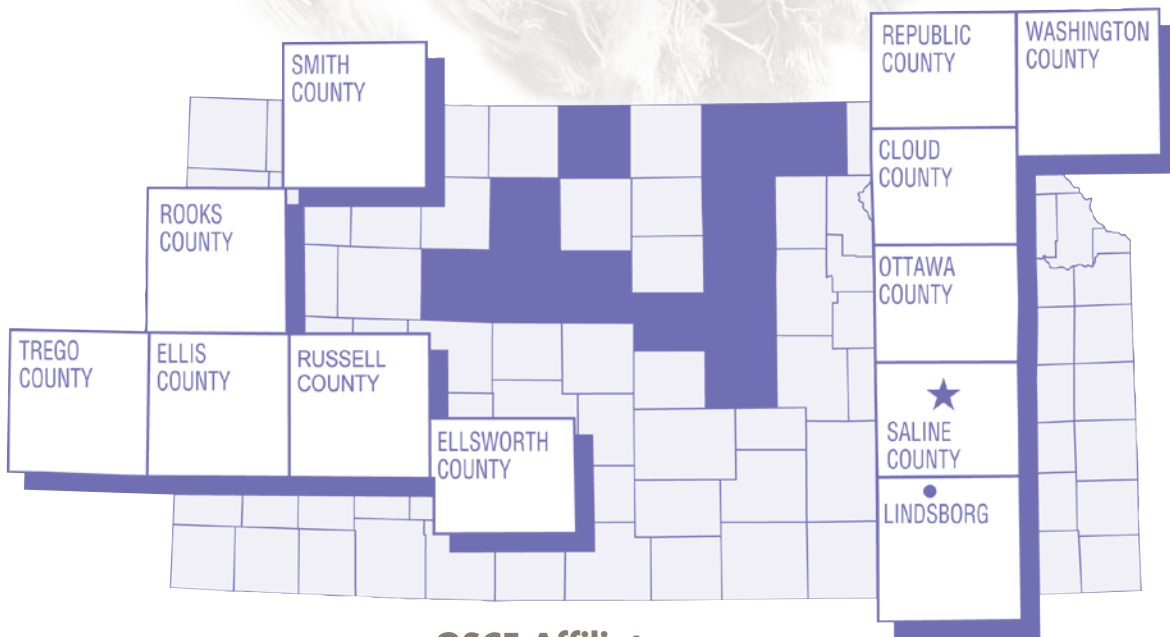 SMITH
COUNTY
REPUBLIC
COUNTY
WASHINGTON
COUNTY
CLOUD
COUNTY
ROOKS
COUNTY
OTTAWA
COUNTY
TREGO
COUNTY
ELLIS
COUNTY
RUSSELL
COUNTY
SALINE
COUNTY
ELLSWORTH
COUNTY
LINDSBORG